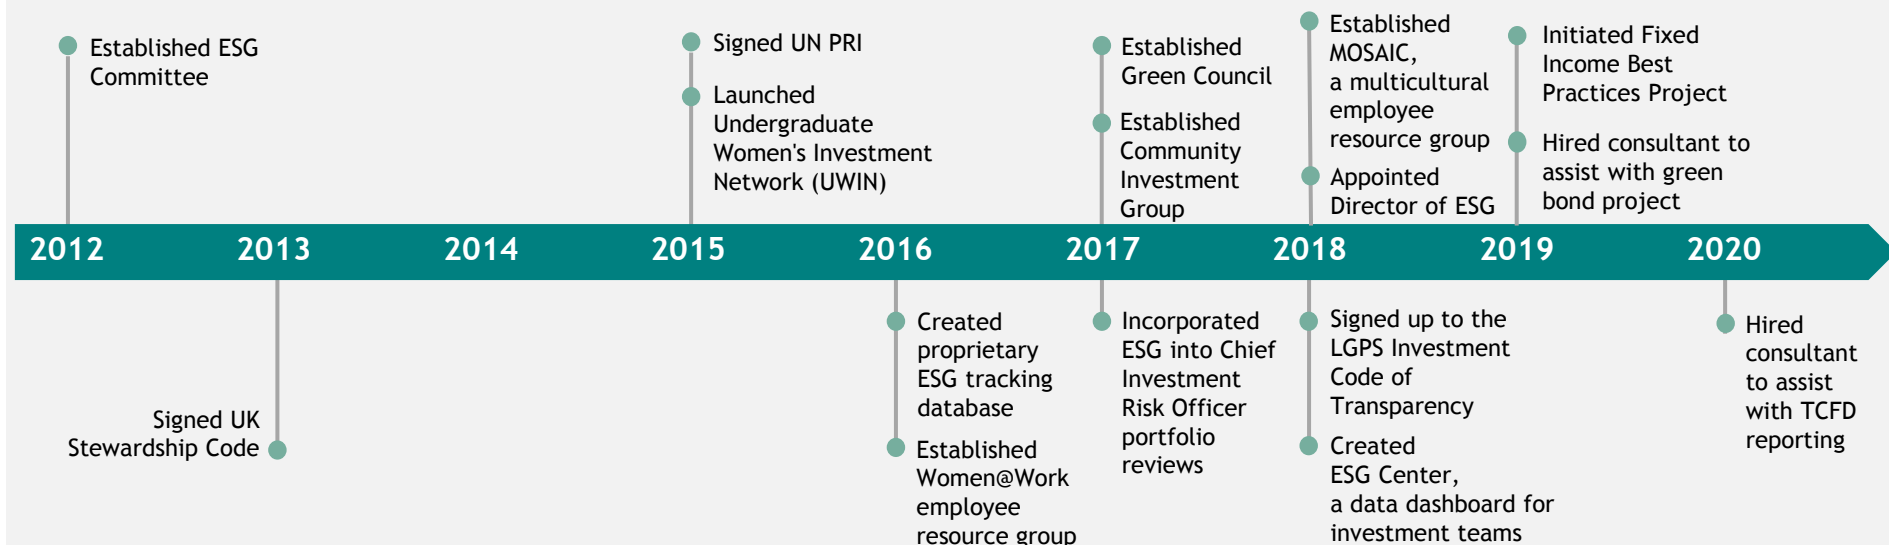 Established ESG
Committee
Signed UN PRI
Launched
Undergraduate
Women's Investment
Network (UWIN)
Established
Green Council
Established
Community
Investment
Group
Established
MOSAIC,
a multicultural
employee
resource group
Appointed
Director of ESG
Initiated Fixed
Income Best
Practices Project
Hired consultant to
assist with green
bond project
2012 2013 2014 2015 2016 2017 2018 2019 2020
Signed UK
Stewardship Code
Created
proprietary
ESG tracking
database
Established
Women@Work
employee
resource group
Incorporated
ESG into Chief
Investment
Risk Officer
portfolio
reviews
Signed up to the
LGPS Investment
Code of
Transparency
Created
ESG Center,
a data dashboard for
investment teams
Hired
consultant
to assist
with TCFD
reporting